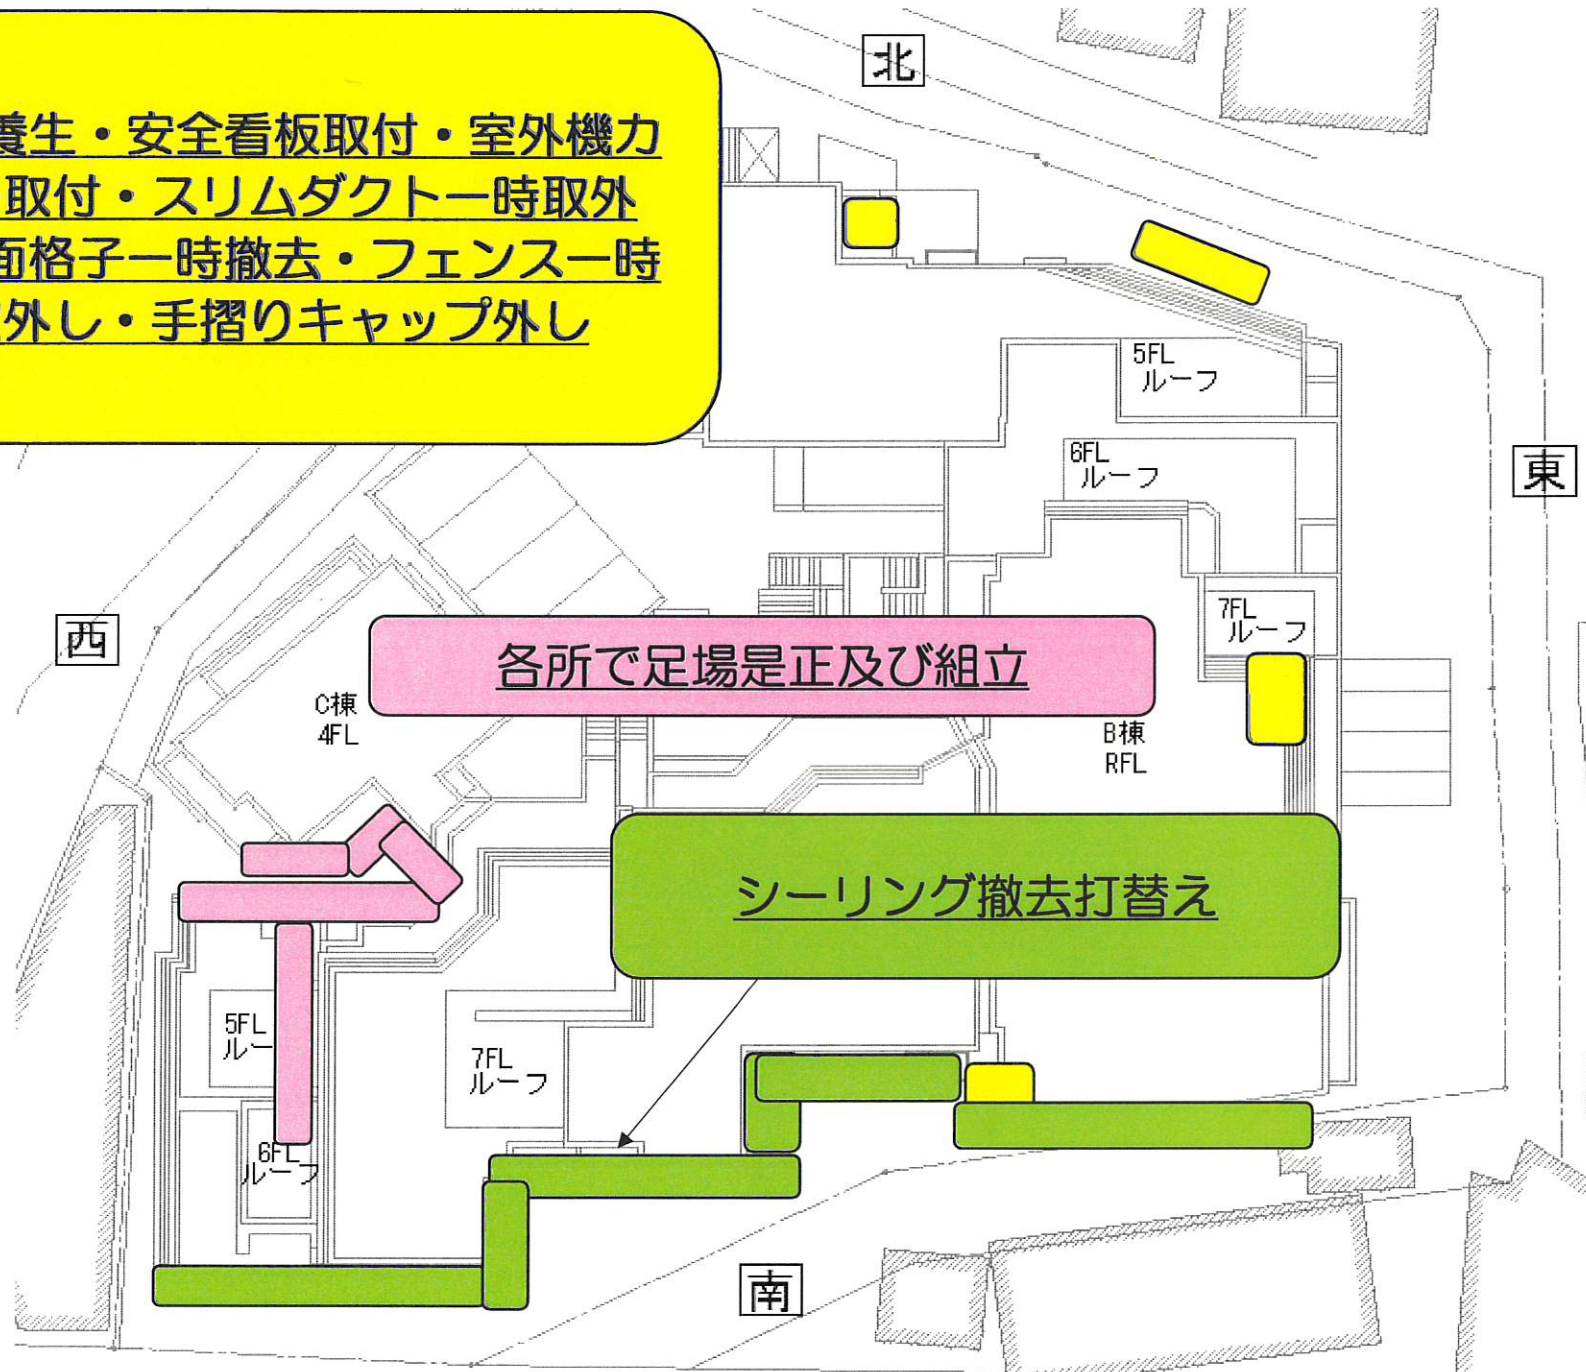 北
養生・安全看板取付・室外機カ
取付・スリムダクト一時取外
面格子一時撤去・フェンス一時
外し・手摺りキャップ外し
5FL
ルーフ
6FL
ルーフ
東
7FL
ルーフ
西
各所で足場是正及び組立
C棟
4FL
B棟
RFL
シーリング撤去打替え
5FL
ルー
7FL
ルーフ
6FL
ルーフ
南